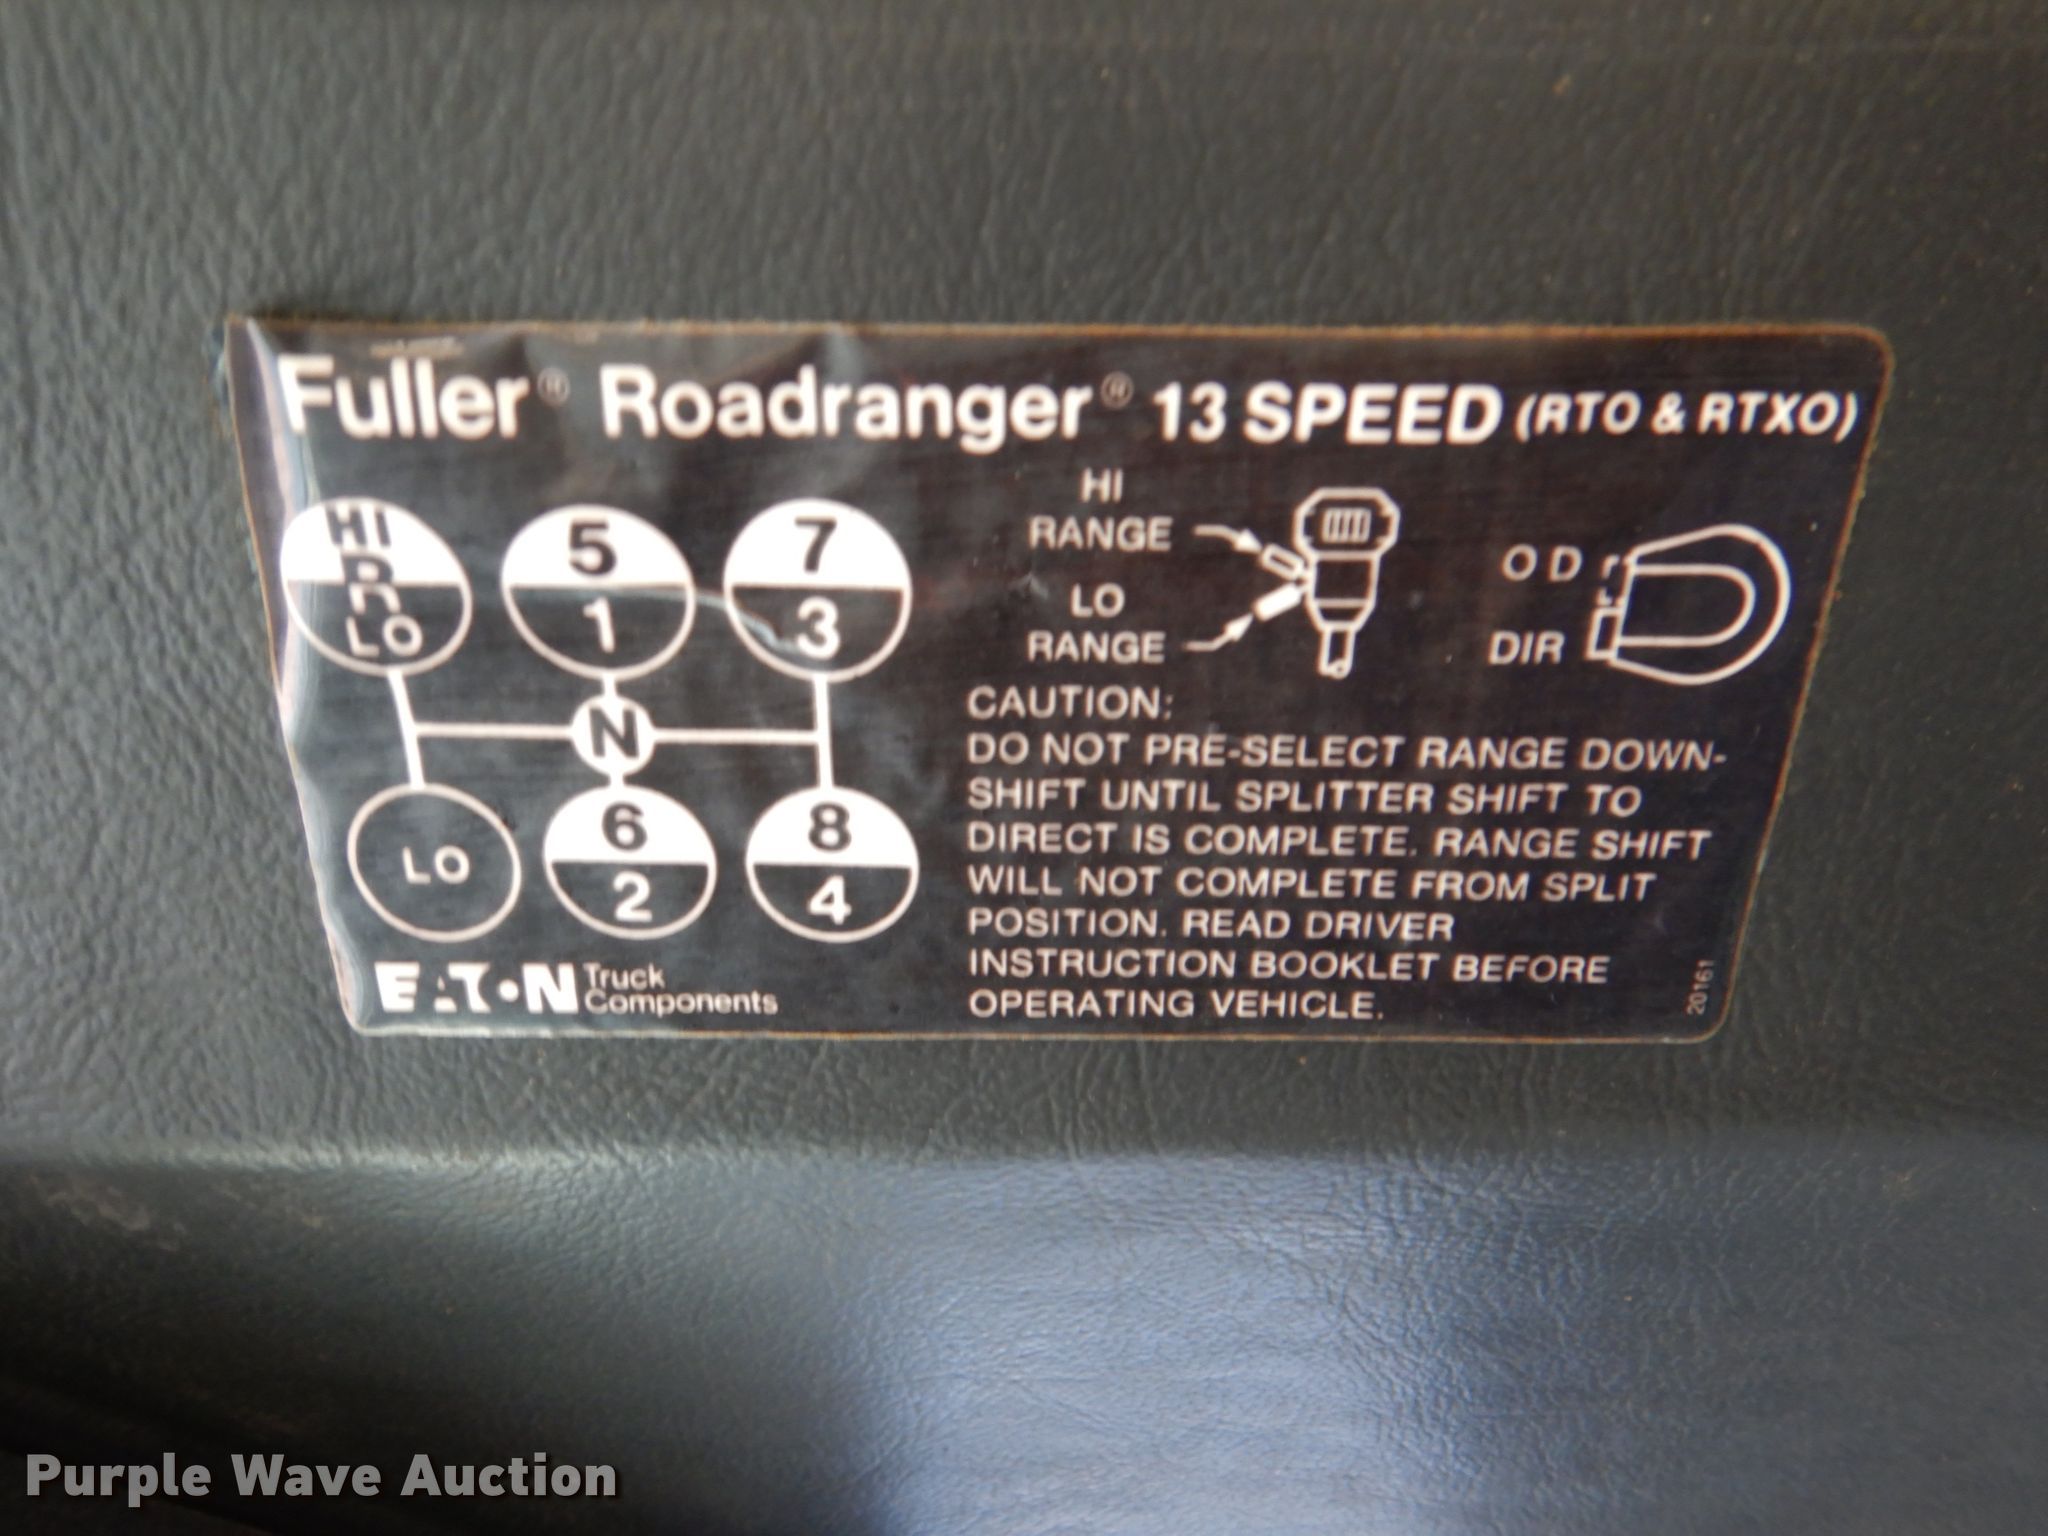 Fuller® Roadranger® 13 SPEED (RTO & RTXO)
HI
R
R
LO
5
1
7
3
N
LO
6
2
8
4
HI
RANGE
LO
RANGE
O D
DIR
CAUTION:
DO NOT PRE-SELECT RANGE DOWN-
SHIFT UNTIL SPLITTER SHIFT TO
DIRECT IS COMPLETE. RANGE SHIFT
WILL NOT COMPLETE FROM SPLIT
POSITION. READ DRIVER
INSTRUCTION BOOKLET BEFORE
OPERATING VEHICLE.
20161
EATON Truck
Components
Purple Wave Auction